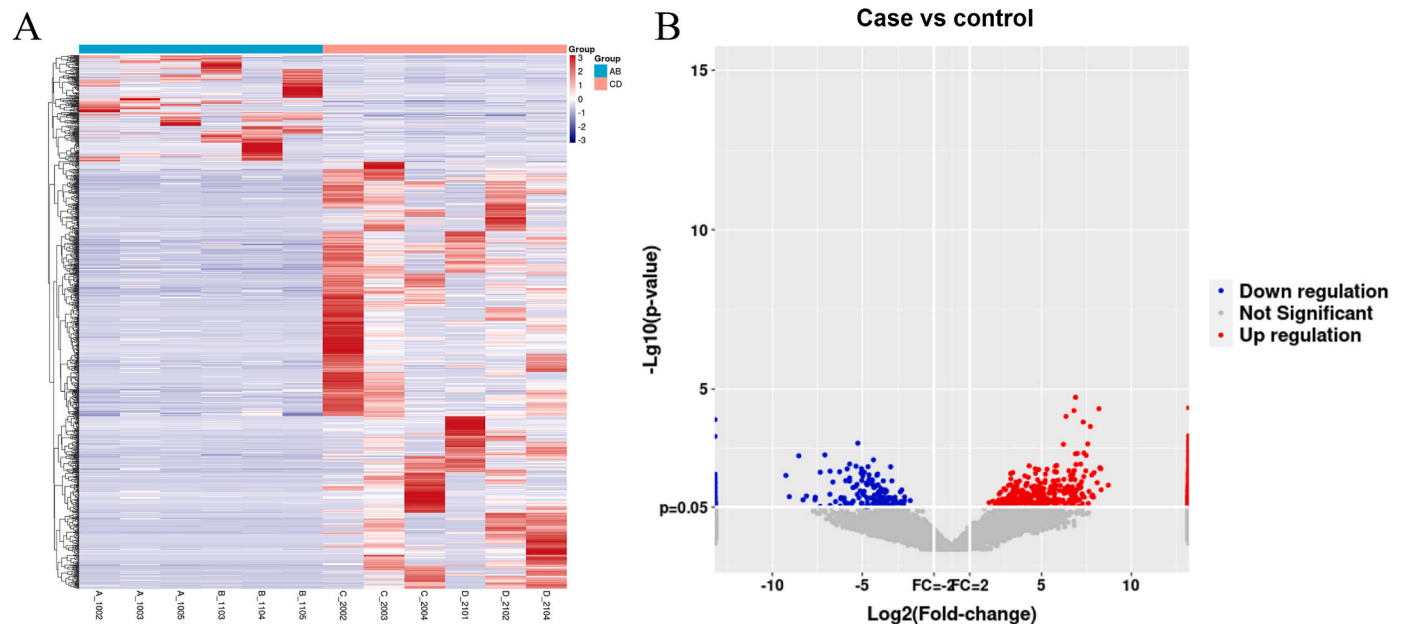 A
Group
3
2
1
0
-1
-2
-3
Group
AB
CD
A_1002
A_1003
A_1005
B_1103
B_1104
B_1105
C_2002
C_2003
C_2004
D_2101
D_2102
D_2104
B
Case vs control
-Lg10(p-value)
15
10
5
p=0.05
-10
-5
FC=-2
FC=2
5
10
Log2(Fold-change)
Down regulation
Not Significant
Up regulation